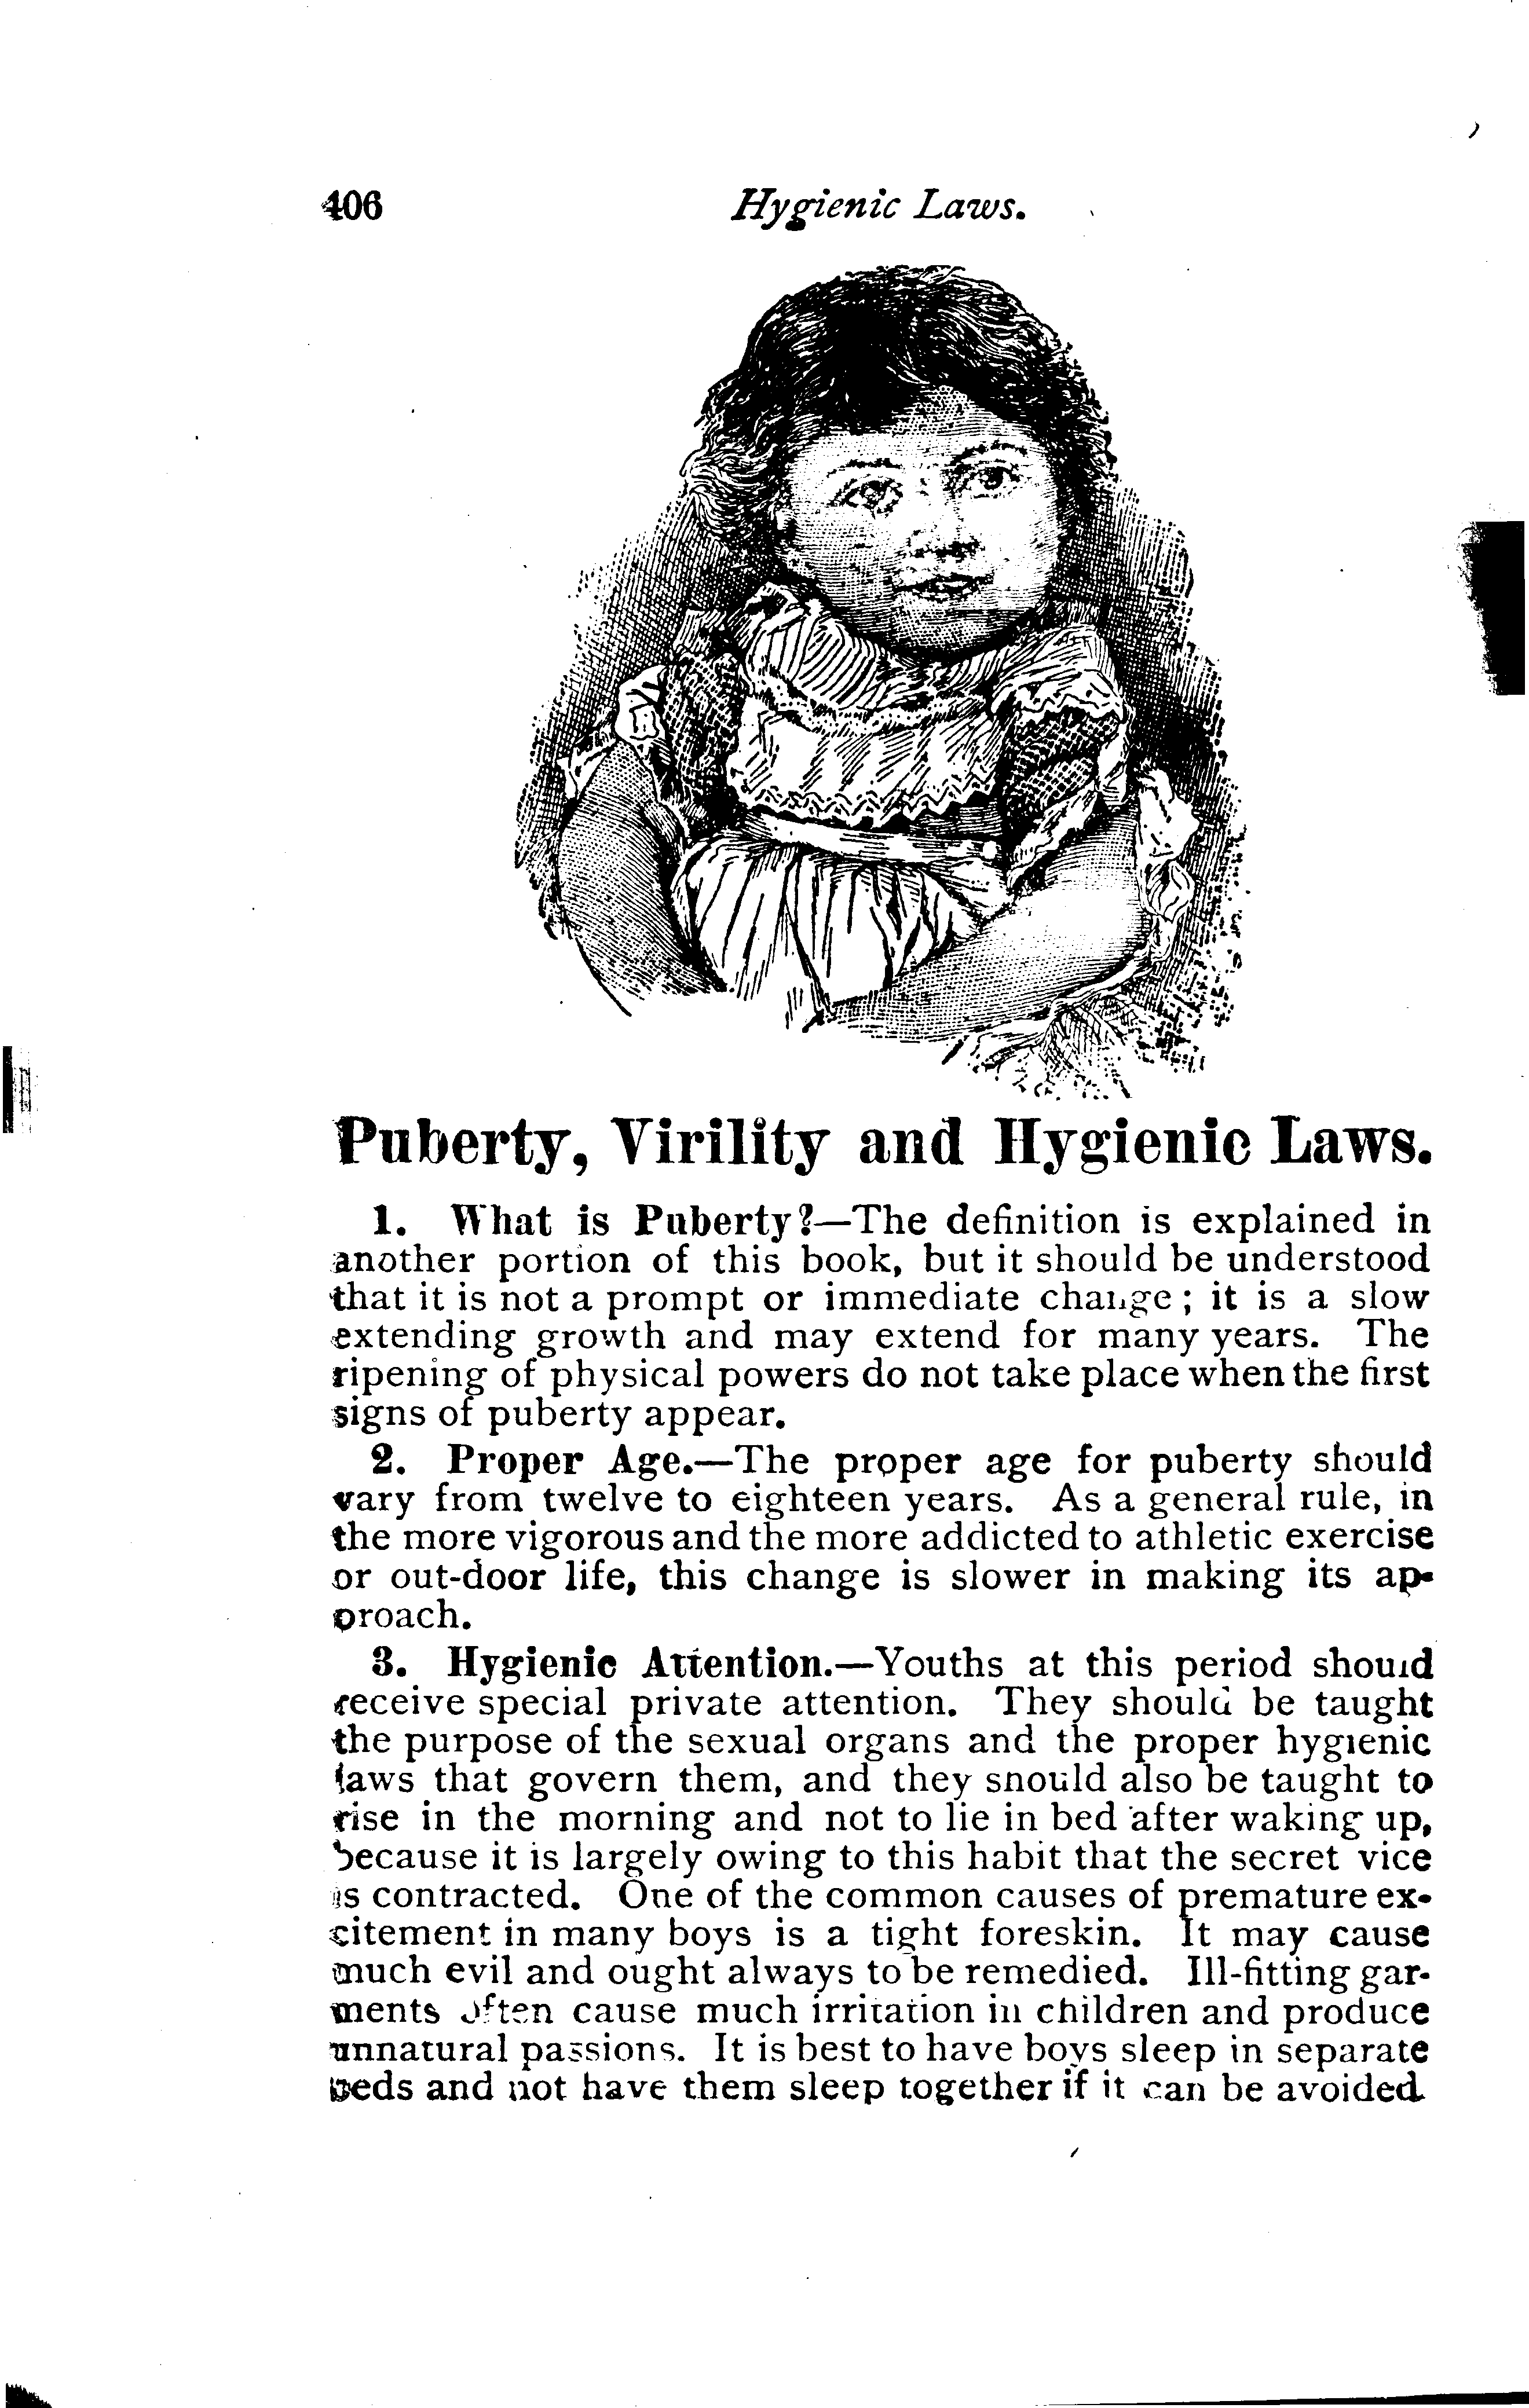 406
Hygienic Laws.
Puberty, Virility and Hygienic Laws.
1. What is Puberty?—The definition is explained in
another portion of this book, but it should be understood
that it is not a prompt or immediate change; it is a slow
extending growth and may extend for many years. The
ripening of physical powers do not take place when the first
signs of puberty appear.
2. Proper Age.—The proper age for puberty should
vary from twelve to eighteen years. As a general rule, in
the more vigorous and the more addicted to athletic exercise
or out-door life, this change is slower in making its ap-
proach.
3. Hygienic Attention.—Youths at this period should
receive special private attention. They should be taught
the purpose of the sexual organs and the proper hygienic
laws that govern them, and they should also be taught to
rise in the morning and not to lie in bed after waking up,
because it is largely owing to this habit that the secret vice
is contracted. One of the common causes of premature ex-
citement in many boys is a tight foreskin. It may cause
much evil and ought always to be remedied. Ill-fitting gar-
ments often cause much irritation in children and produce
unnatural passions. It is best to have boys sleep in separate
beds and not have them sleep together if it can be avoided.